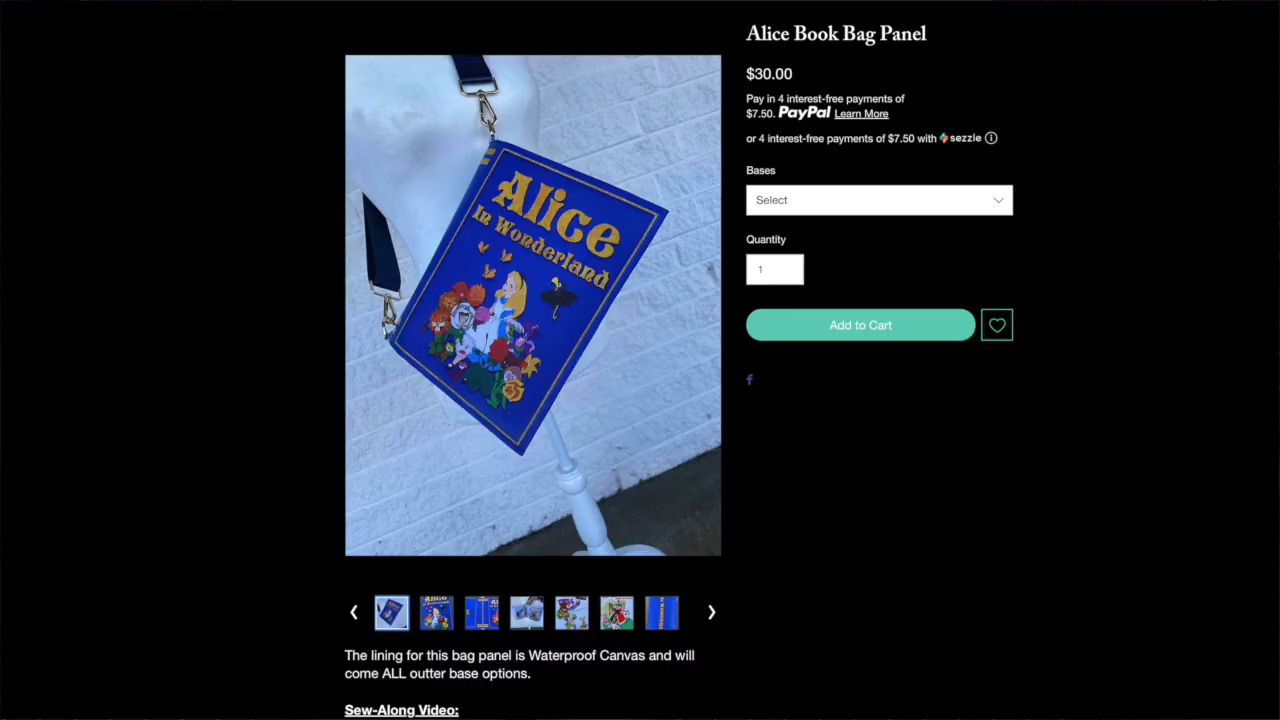 Alice Book Bag Panel
$30.00
Pay in 4 interest-free payments of
$7.50. PayPal Learn More
or 4 interest-free payments of $7.50 with sezzle
Bases
Select
Quantity
1
Add to Cart
Alice
In Wonderland
The lining for this bag panel is Waterproof Canvas and will
come ALL outter base options.
Sew-Along Video: